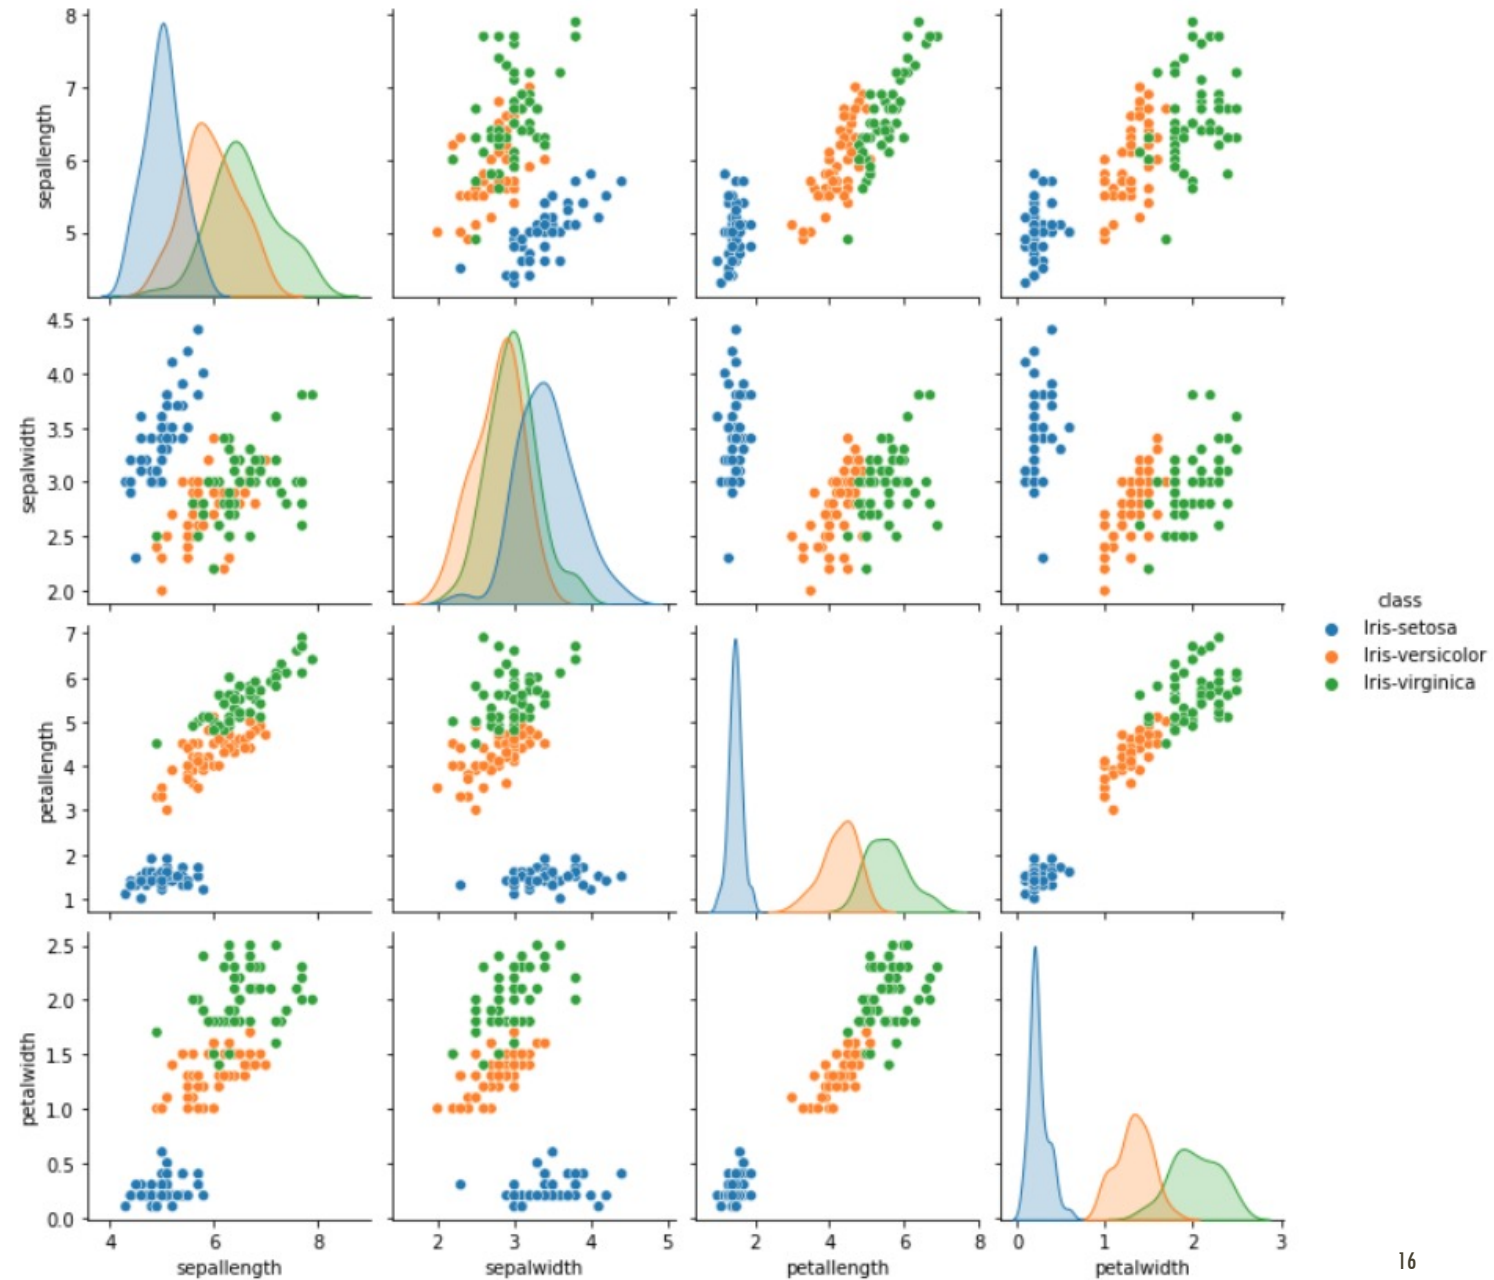 8
7
6
5
sepallength
4.5
4.0
3.5
3.0
2.5
2.0
sepalwidth
class
Iris-setosa
Iris-versicolor
Iris-virginica
7
6
5
4
3
2
1
petallength
2.5
2.0
1.5
1.0
0.5
0.0
petalwidth
4 6 8
2 3 4 5
2 4 6 8
0 1 2 3
sepallength
sepalwidth
petallength
petalwidth
16